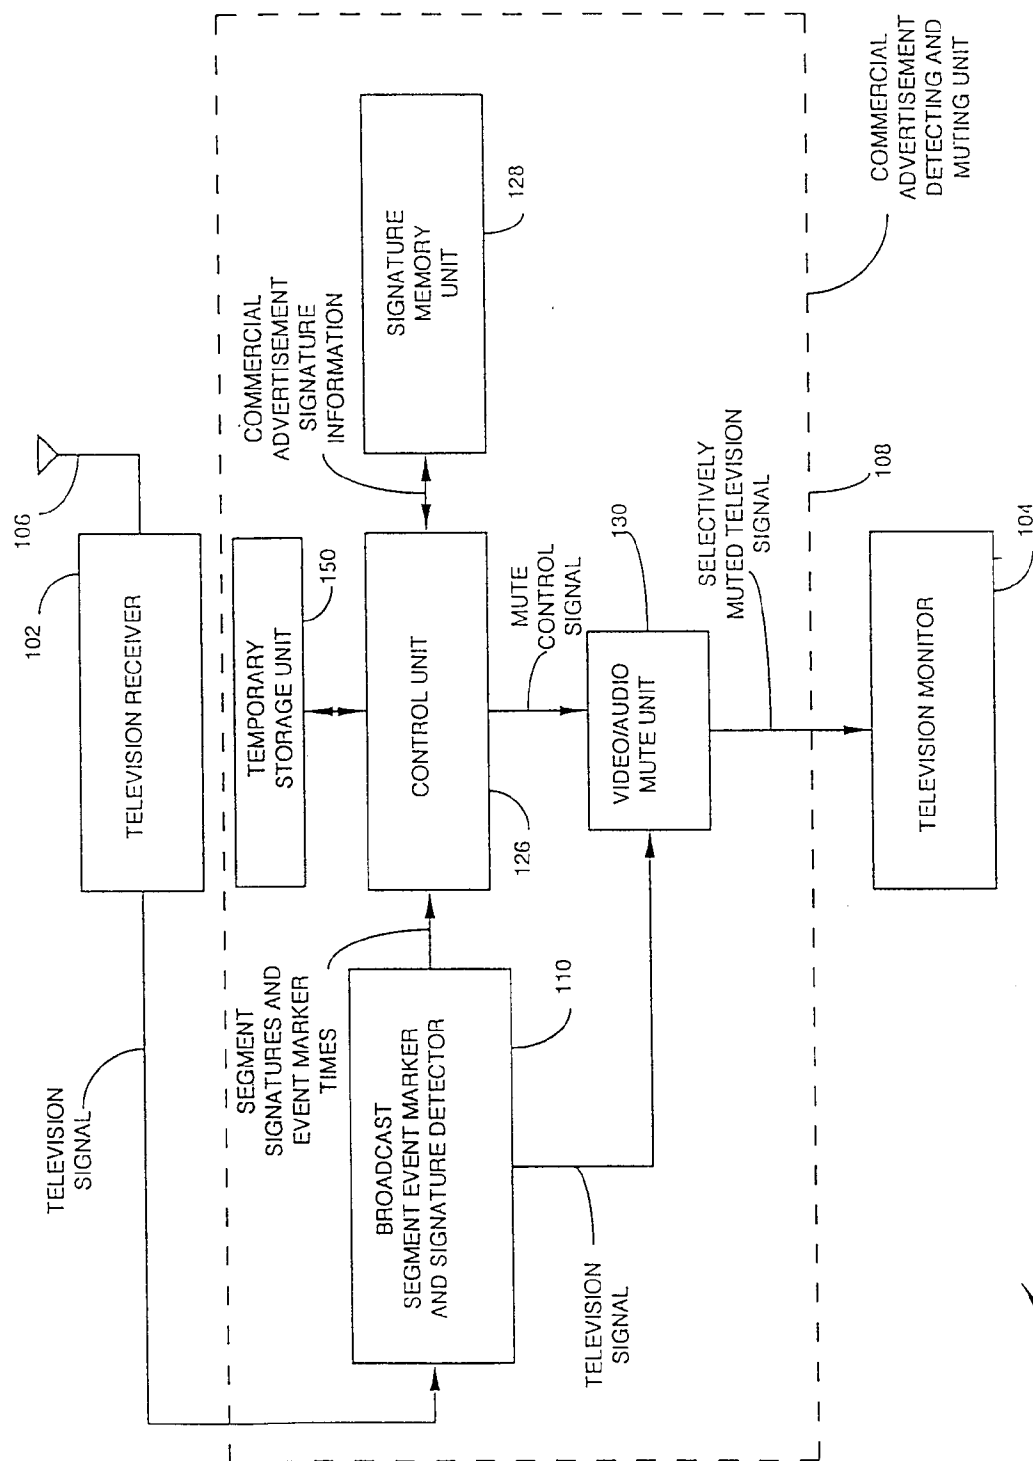 106
102
TELEVISION RECEIVER
TELEVISION
SIGNAL
TEMPORARY
STORAGE UNIT
150
COMMERCIAL
ADVERTISEMENT
SIGNATURE
INFORMATION
SEGMENT
SIGNATURES AND
EVENT MARKER
TIMES
BROADCAST
SEGMENT EVENT MARKER
AND SIGNATURE DETECTOR
110
CONTROL UNIT
126
SIGNATURE
MEMORY
UNIT
128
MUTE
CONTROL
SIGNAL
130
TELEVISION
SIGNAL
VIDEO/AUDIO
MUTE UNIT
SELECTIVELY
MUTED TELEVISION
SIGNAL
108
COMMERCIAL
ADVERTISEMENT
DETECTING AND
MUTING UNIT
TELEVISION MONITOR
104